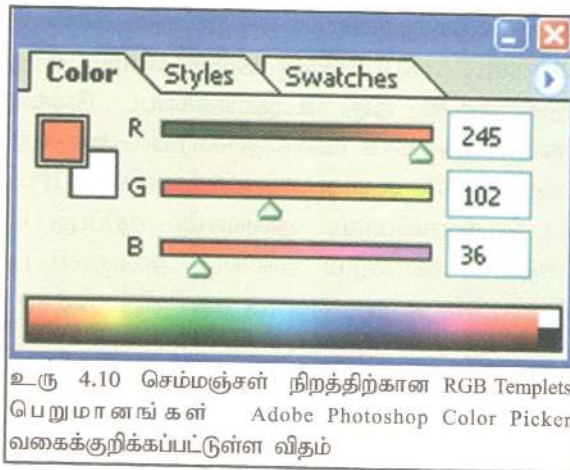 Color Styles Swatches
R 245
G 102
B 36
உரு 4.10 செம்மஞ்சள் நிறத்திற்கான RGB Templets
பெறுமானங்கள் Adobe Photoshop Color Picker
வகைக்குறிக்கப்பட்டுள்ள விதம்